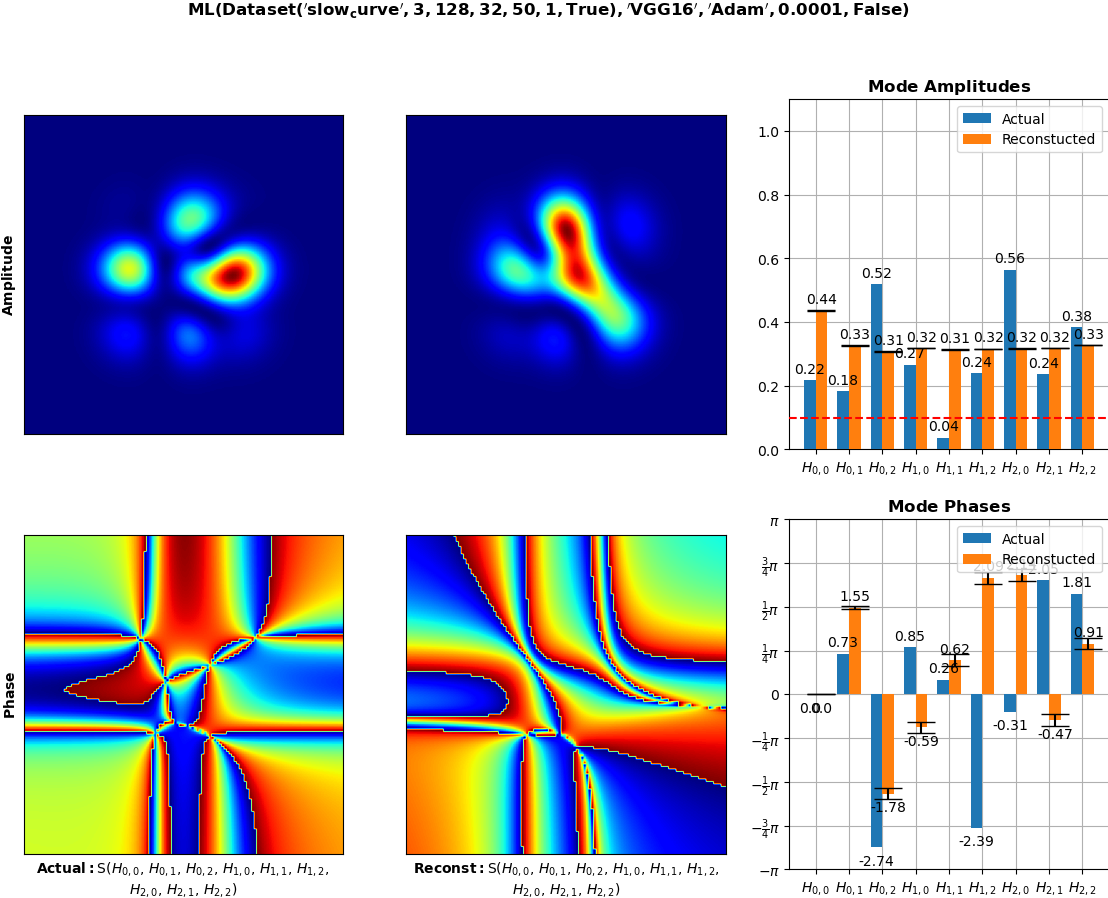 ML(Dataset('slow_curve', 3, 128, 32, 50, 1, True), 'VGG16', 'Adam', 0.0001, False)
Amplitude
Mode Amplitudes
Actual
Reconstucted
1.0
0.8
0.6
0.4
0.2
0.0
0.22
0.44
0.18
0.33
0.52
0.31
0.27
0.32
0.04
0.31
0.24
0.32
0.56
0.32
0.24
0.32
0.38
0.33
H0,0 H0,1 H0,2 H1,0 H1,1 H1,2 H2,0 H2,1 H2,2
Phase
Actual: S(H0,0, H0,1, H0,2, H1,0, H1,1, H1,2,
H2,0, H2,1, H2,2)
Reconst: S(H0,0, H0,1, H0,2, H1,0, H1,1, H1,2,
H2,0, H2,1, H2,2)
Mode Phases
Actual
Reconstucted
π
3/4π
1/2π
1/4π
0
−1/4π
−1/2π
−3/4π
−π
0.0
0.0
0.73
1.55
-2.74
-1.78
0.85
-0.59
0.26
0.62
-2.39
2.09
-0.31
-0.47
1.81
0.91
H0,0 H0,1 H0,2 H1,0 H1,1 H1,2 H2,0 H2,1 H2,2